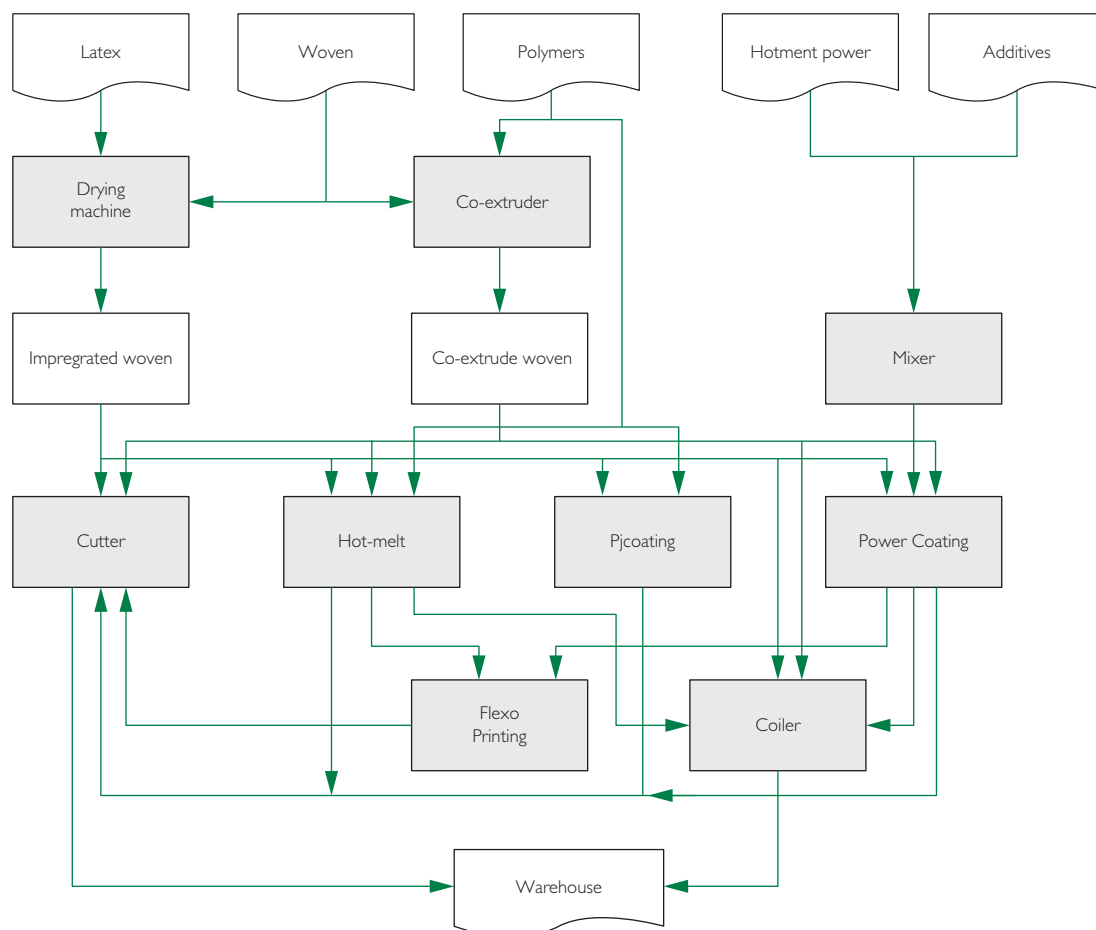 Latex
Woven
Polymers
Hotment power
Additives
Drying
machine
Co-extruder
Impregrated woven
Co-extrude woven
Mixer
Cutter
Hot-melt
Pjcoating
Power Coating
Flexo
Printing
Coiler
Warehouse